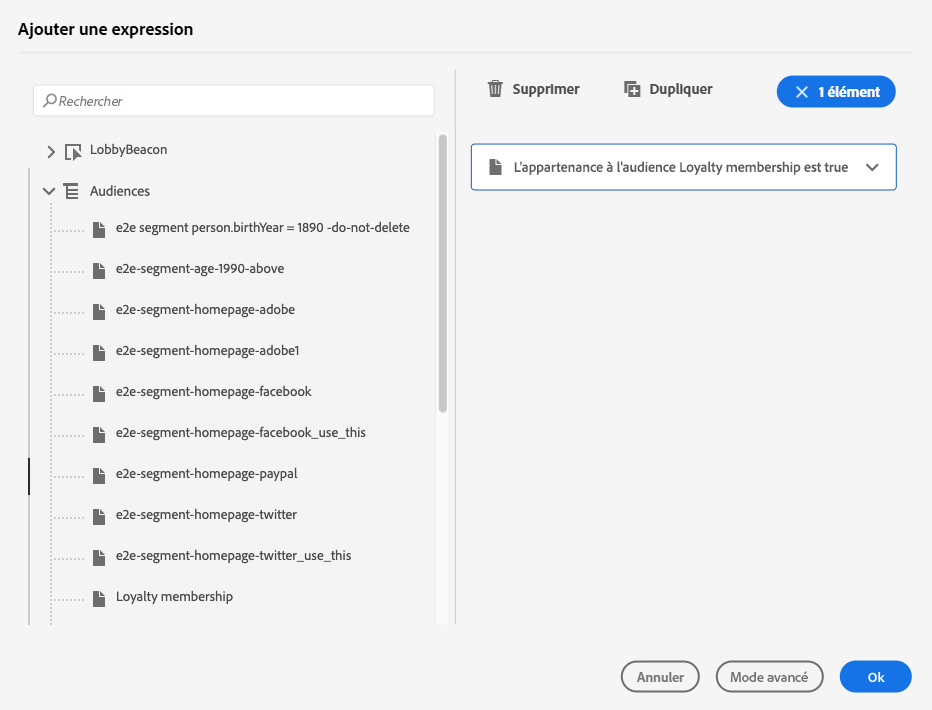 Ajouter une expression
Rechercher
LobbyBeacon
Audiences
e2e segment person.birthYear = 1890 -do-not-delete
e2e-segment-age-1990-above
e2e-segment-homepage-adobe
e2e-segment-homepage-adobe1
e2e-segment-homepage-facebook
e2e-segment-homepage-facebook_use_this
e2e-segment-homepage-paypal
e2e-segment-homepage-twitter
e2e-segment-homepage-twitter_use_this
Loyalty membership
Supprimer
Dupliquer
1 élément
L'appartenance à l'audience Loyalty membership est true
Annuler
Mode avancé
Ok